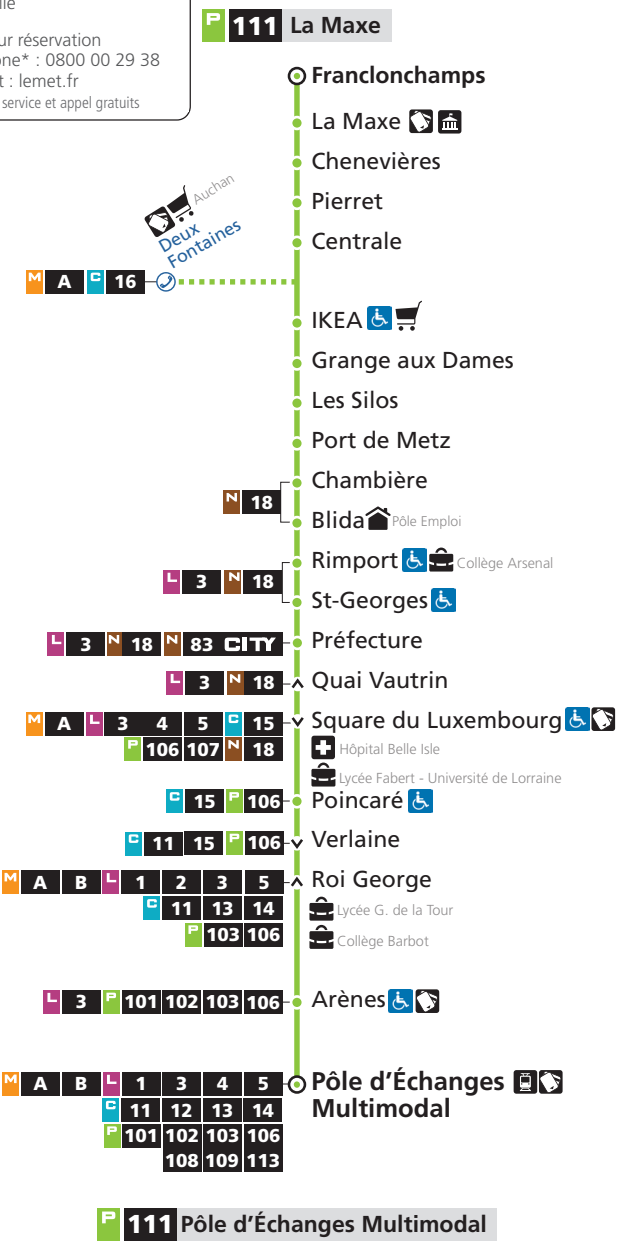 P 111 La Maxe
ur réservation
one* : 0800 00 29 38
t : lemet.fr
service et appel gratuits
Franclonchamps
La Maxe
Chenevières
Pierret
Centrale
Auchan
Deux
Fontaines
M A C 16
IKEA
Grange aux Dames
Les Silos
Port de Metz
Chambière
N 18
Blida Pôle Emploi
Rimport Collège Arsenal
L 3 N 18
St-Georges
L 3 N 18 N 83 CITY Préfecture
L 3 N 18 Quai Vautrin
M A L 3 4 5 C 15 Square du Luxembourg
P 106 107 N 18 Hôpital Belle Isle
Lycée Fabert - Université de Lorraine
C 15 P 106 Poincaré
C 11 15 P 106 Verlaine
M A B L 1 2 3 5 Roi George
C 11 13 14 Lycée G. de la Tour
P 103 106 Collège Barbot
L 3 P 101 102 103 106 Arènes
M A B L 1 3 4 5 Pôle d'Échanges
C 11 12 13 14 Multimodal
P 101 102 103 106
108 109 113
P 111 Pôle d'Échanges Multimodal